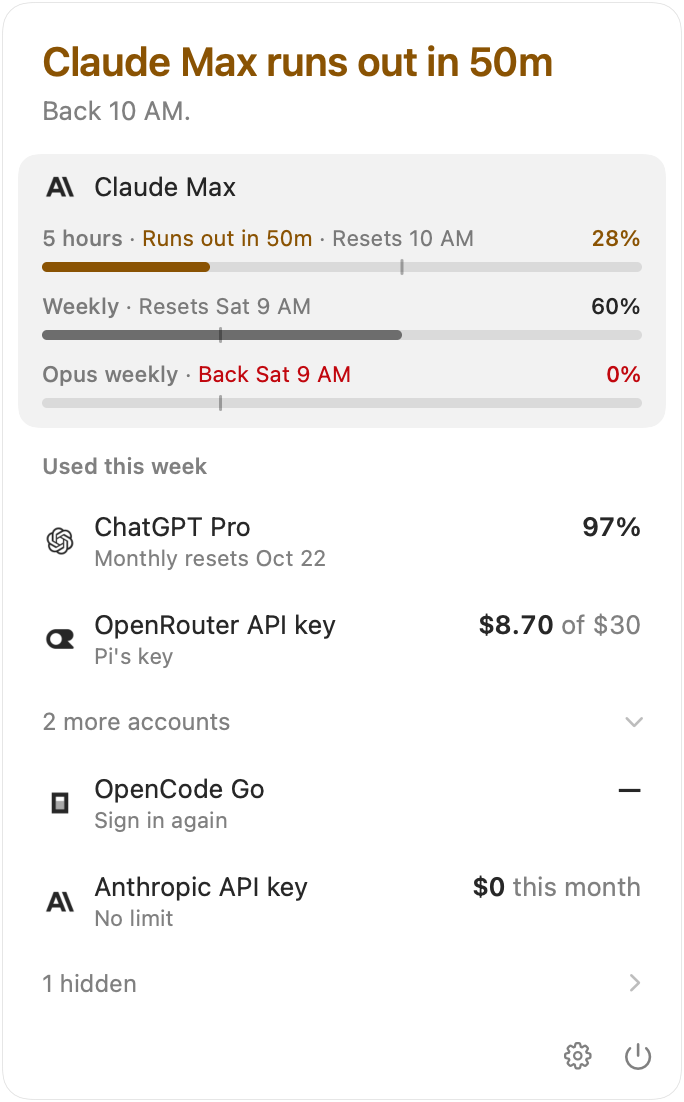 Claude Max runs out in 50m
Back 10 AM.
Claude Max
5 hours · Runs out in 50m · Resets 10 AM 28%
Weekly · Resets Sat 9 AM 60%
Opus weekly · Back Sat 9 AM 0%
Used this week
ChatGPT Pro 97%
Monthly resets Oct 22
OpenRouter API key $8.70 of $30
Pi's key
2 more accounts
OpenCode Go —
Sign in again
Anthropic API key $0 this month
No limit
1 hidden